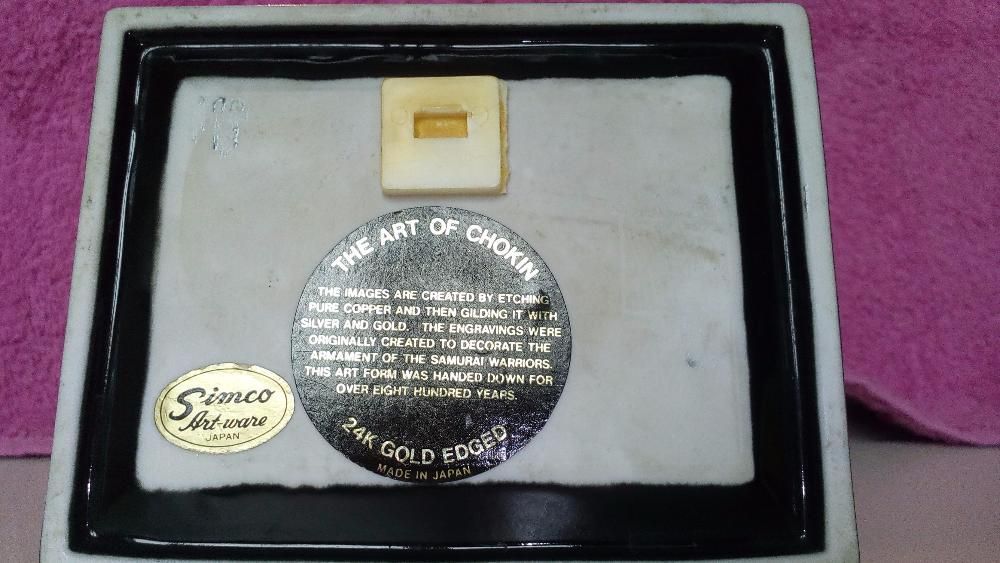 THE ART OF CHOKIN
THE IMAGES ARE CREATED BY ETCHING
PURE COPPER AND THEN GILDING IT WITH
SILVER AND GOLD. THE ENGRAVINGS WERE
ORIGINALLY CREATED TO DECORATE THE
ARMAMENT OF THE SAMURAI WARRIORS.
THIS ART FORM WAS HANDED DOWN FOR
OVER EIGHT HUNDRED YEARS.
24K GOLD EDGED
MADE IN JAPAN
Simco
Art-ware
JAPAN